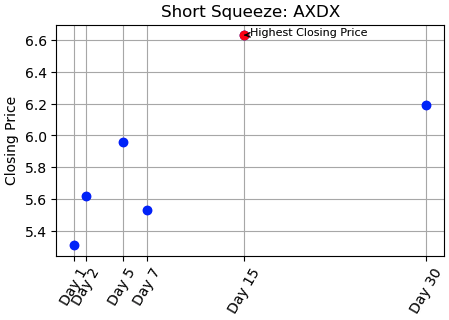 Short Squeeze: AXDX
Highest Closing Price
Closing Price
6.6
6.4
6.2
6.0
5.8
5.6
5.4
Day 1
Day 2
Day 5
Day 7
Day 15
Day 30